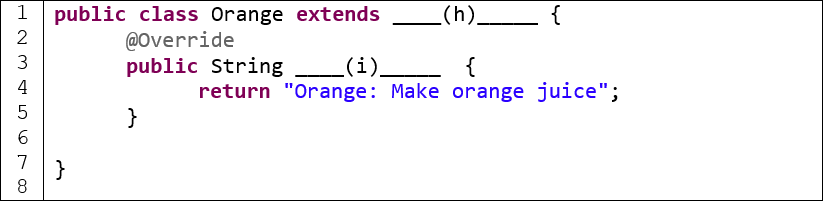 1 public class Orange extends ____(h)_____ {
2 @Override
3 public String ____(i)_____ {
4 return "Orange: Make orange juice";
5 }
6
7 }
8